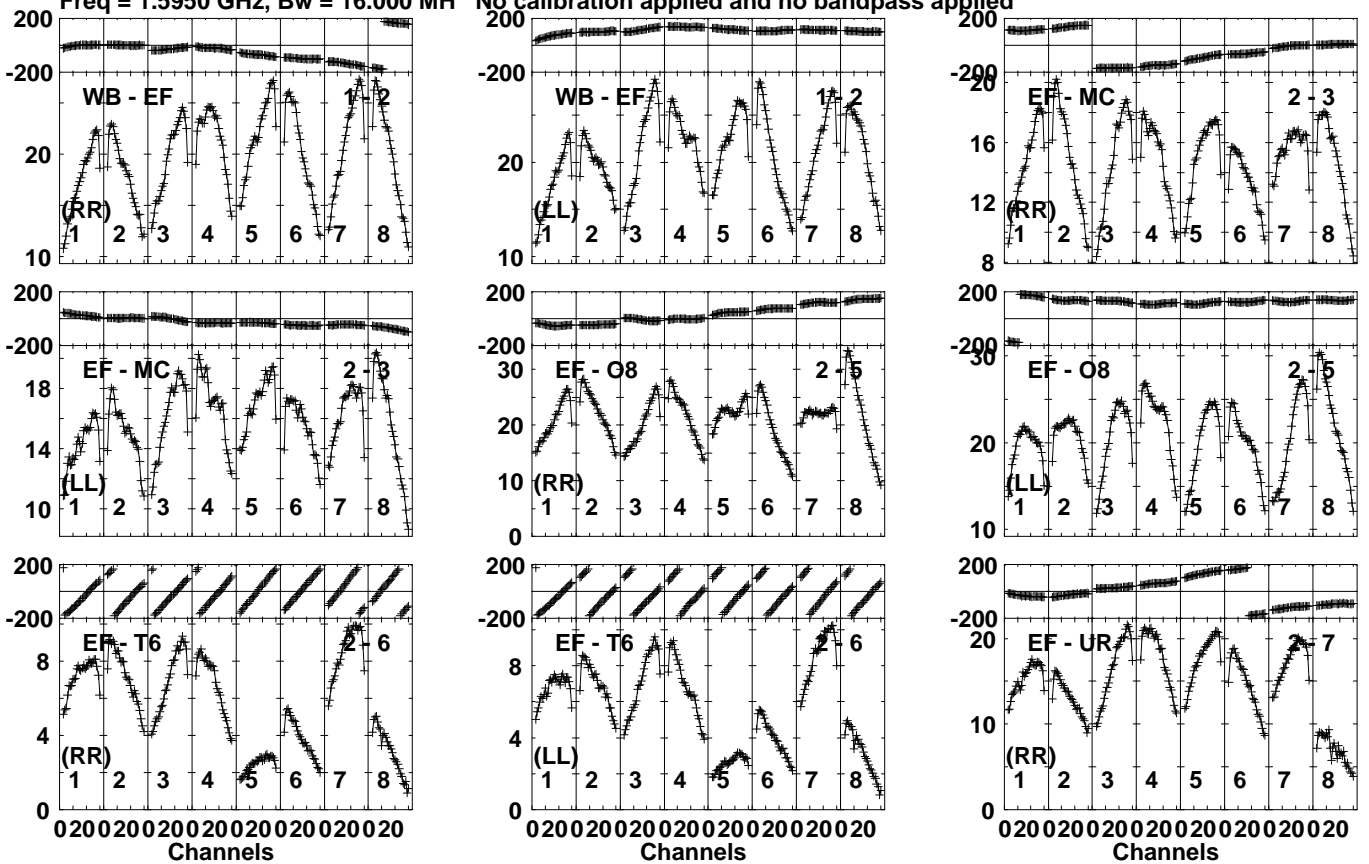 Freq = 1.5950 GHz, Bw = 16.000 MH No calibration applied and no bandpass applied
200
-200
WB - EF 1 - 2
20
(RR)
1 2 3 4 5 6 7 8
10
200
-200
WB - EF 1 - 2
20
(LL)
1 2 3 4 5 6 7 8
10
200
-200
20
EF - MC 2 - 3
16
12
(RR)
1 2 3 4 5 6 7 8
8
200
-200
EF - MC 2 - 3
18
14
(LL)
10
1 2 3 4 5 6 7 8
200
-200
30
EF - O8 2 - 5
20
10
(RR)
1 2 3 4 5 6 7 8
0
200
-200
30
EF - O8 2 - 5
20
(LL)
1 2 3 4 5 6 7 8
10
200
-200
EF - T6 2 - 6
8
4
(RR)
1 2 3 4 5 6 7 8
0
0 20 0 20 0 20 0 20 0 20 0 20 0 20 0 20
Channels
200
-200
EF - T6 2 - 6
8
4
(LL)
1 2 3 4 5 6 7 8
0
0 20 0 20 0 20 0 20 0 20 0 20 0 20 0 20
Channels
200
-200
20
EF - UR 2 - 7
10
(RR)
1 2 3 4 5 6 7 8
0
0 20 0 20 0 20 0 20 0 20 0 20 0 20 0 20
Channels